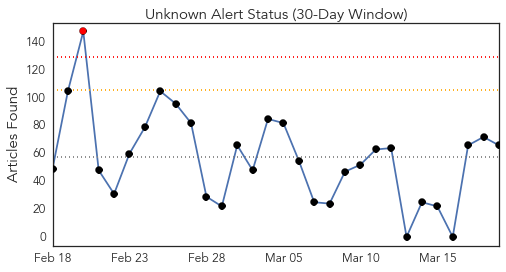 Unknown Alert Status (30-Day Window)
Articles Found
140
120
100
80
60
40
20
0
Feb 18
Feb 23
Feb 28
Mar 05
Mar 10
Mar 15